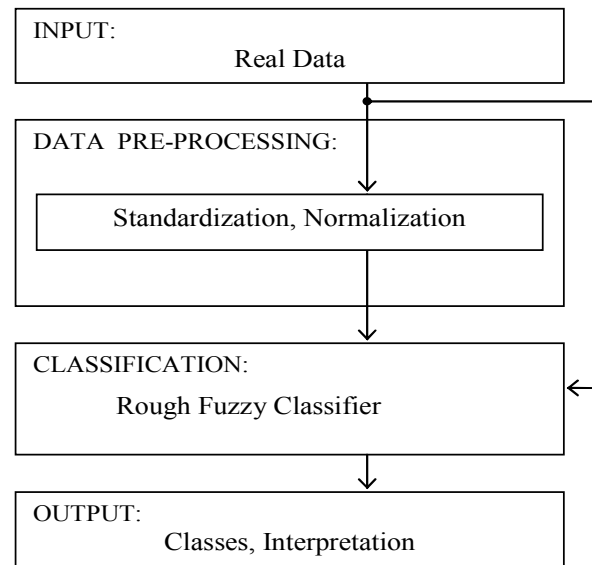 INPUT:
Real Data
DATA PRE-PROCESSING:
Standardization, Normalization
CLASSIFICATION:
Rough Fuzzy Classifier
OUTPUT:
Classes, Interpretation